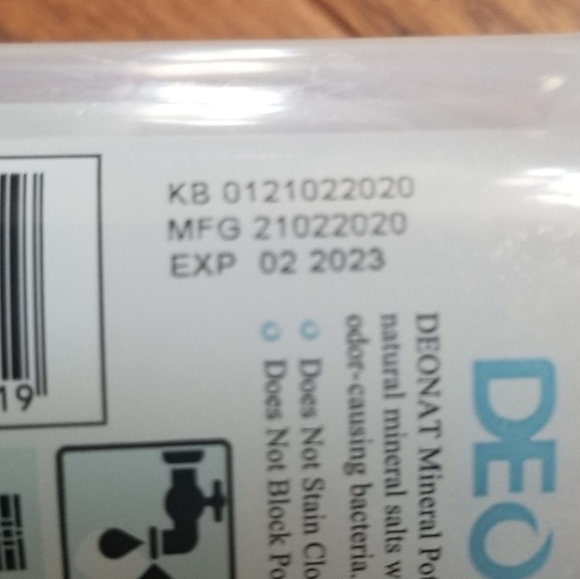 KB 0121022020
MFG 21022020
EXP 02 2023
DEO
DEONAT Mineral
natural mineral salts
odor-causing bacteria.
Does Not Stain
Does Not Block
19